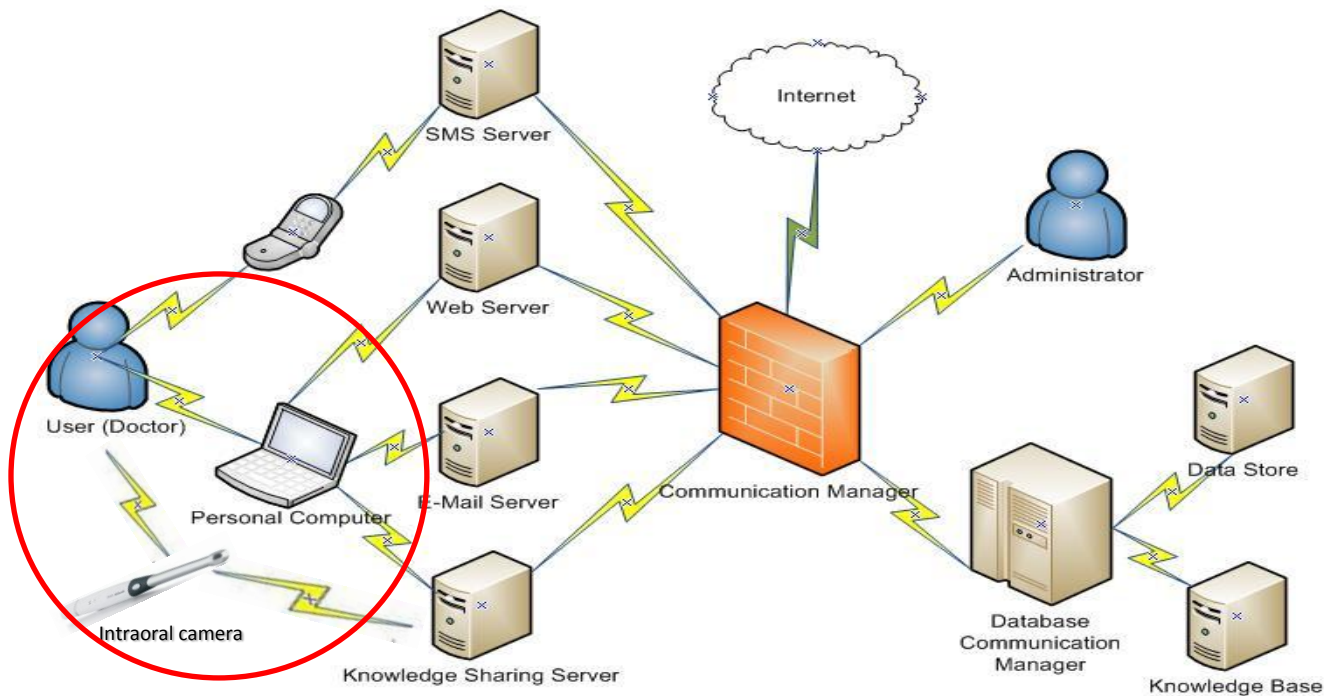 Internet
SMS Server
Administrator
Web Server
User (Doctor)
Data Store
Communication Manager
E-Mail Server
Personal Computer
Intraoral camera
Database
Communication
Manager
Knowledge Sharing Server
Knowledge Base